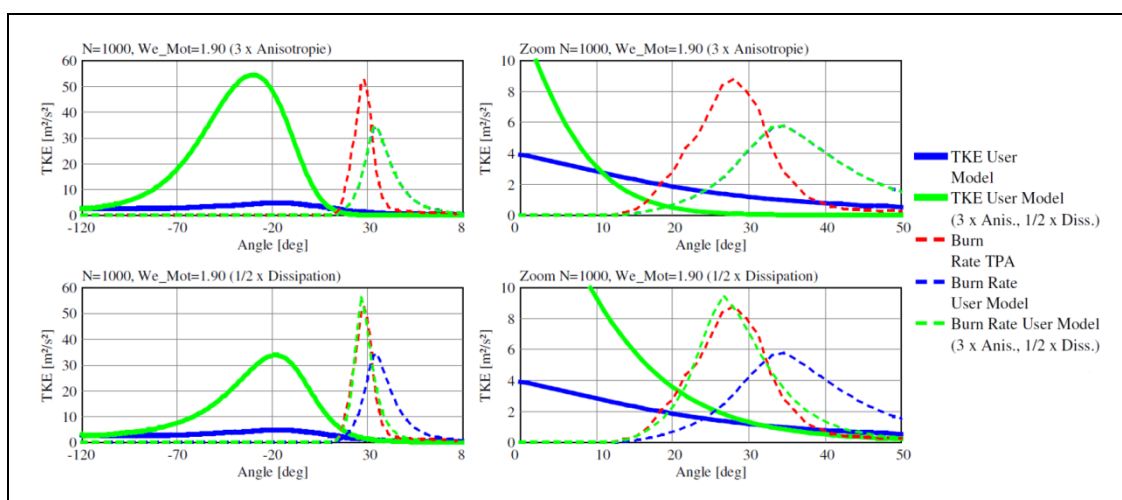 N=1000, We_Mot=1.90 (3 x Anisotropie)
60
50
40
30
20
10
0
TKE [m²/s²]
-120
-70
-20
30
8
Angle [deg]
Zoom N=1000, We_Mot=1.90 (3 x Anisotropie)
10
8
6
4
2
0
TKE [m²/s²]
0
10
20
30
40
50
Angle [deg]
N=1000, We_Mot=1.90 (1/2 x Dissipation)
60
50
40
30
20
10
0
TKE [m²/s²]
-120
-70
-20
30
8
Angle [deg]
Zoom N=1000, We_Mot=1.90 (1/2 x Dissipation)
10
8
6
4
2
0
TKE [m²/s²]
0
10
20
30
40
50
Angle [deg]
TKE User
Model
TKE User Model
(3 x Anis., 1/2 x Diss.)
Burn
Rate TPA
Burn Rate
User Model
Burn Rate User Model
(3 x Anis., 1/2 x Diss.)